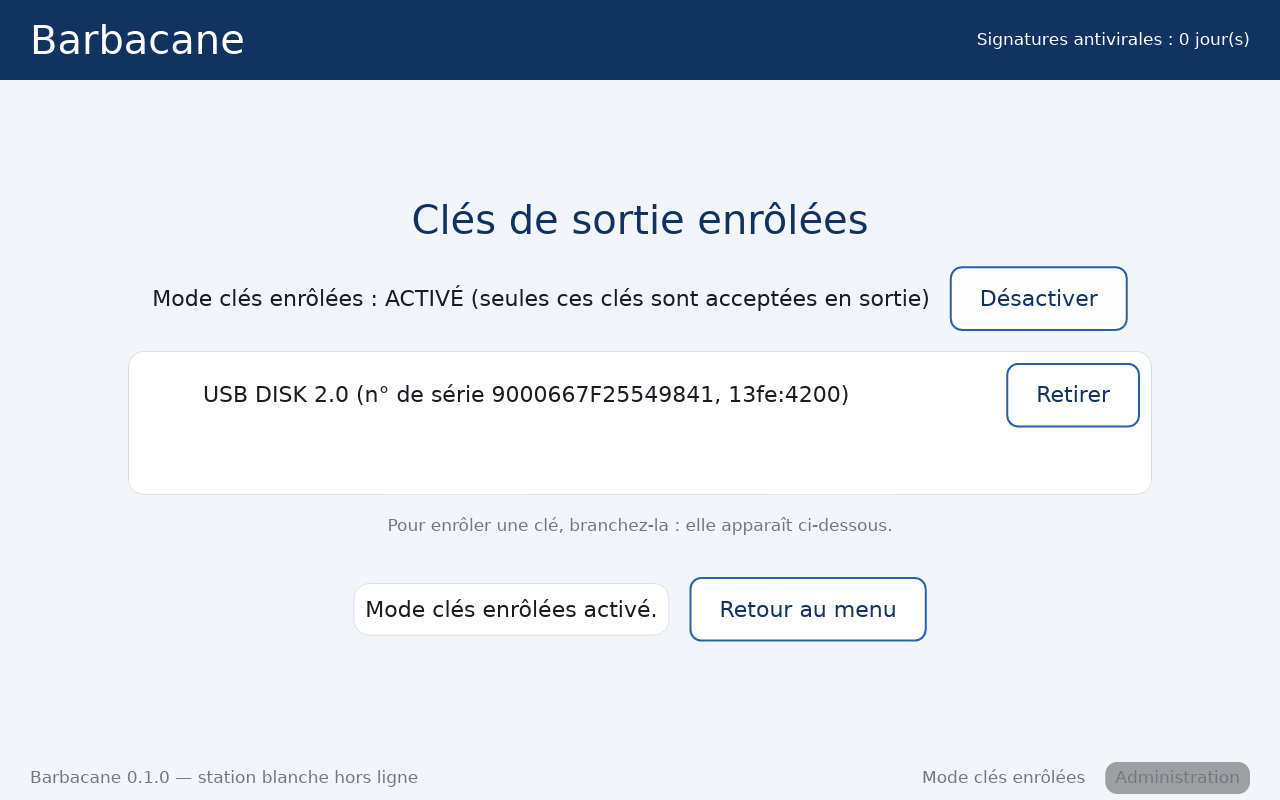 Barbacane
Signatures antivirales : 0 jour(s)
Clés de sortie enrôlées
Mode clés enrôlées : ACTIVÉ (seules ces clés sont acceptées en sortie)
Désactiver
USB DISK 2.0 (n° de série 9000667F25549841, 13fe:4200)
Retirer
Pour enrôler une clé, branchez-la : elle apparaît ci-dessous.
Mode clés enrôlées activé.
Retour au menu
Barbacane 0.1.0 — station blanche hors ligne
Mode clés enrôlées
Administration